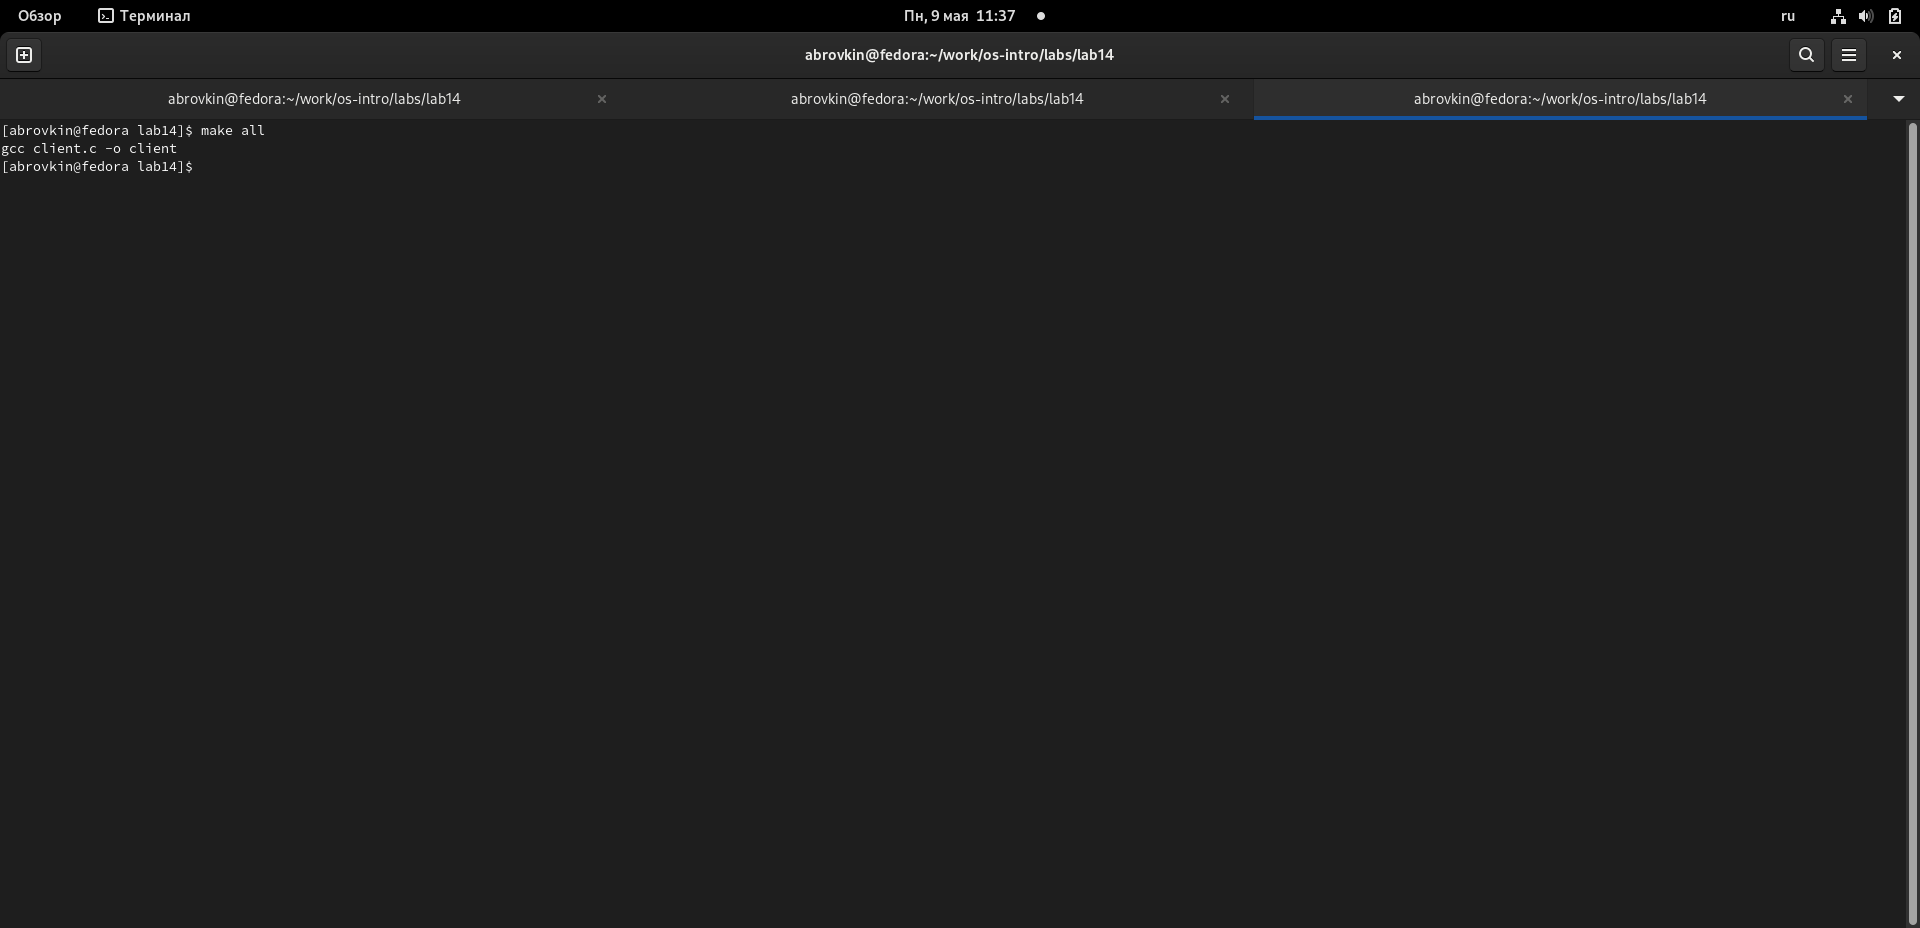 Обзор Терминал Пн, 9 мая 11:37 ru
abrovkin@fedora:~/work/os-intro/labs/lab14
abrovkin@fedora:~/work/os-intro/labs/lab14 abrovkin@fedora:~/work/os-intro/labs/lab14 abrovkin@fedora:~/work/os-intro/labs/lab14
[abrovkin@fedora lab14]$ make all
gcc client.c -o client
[abrovkin@fedora lab14]$